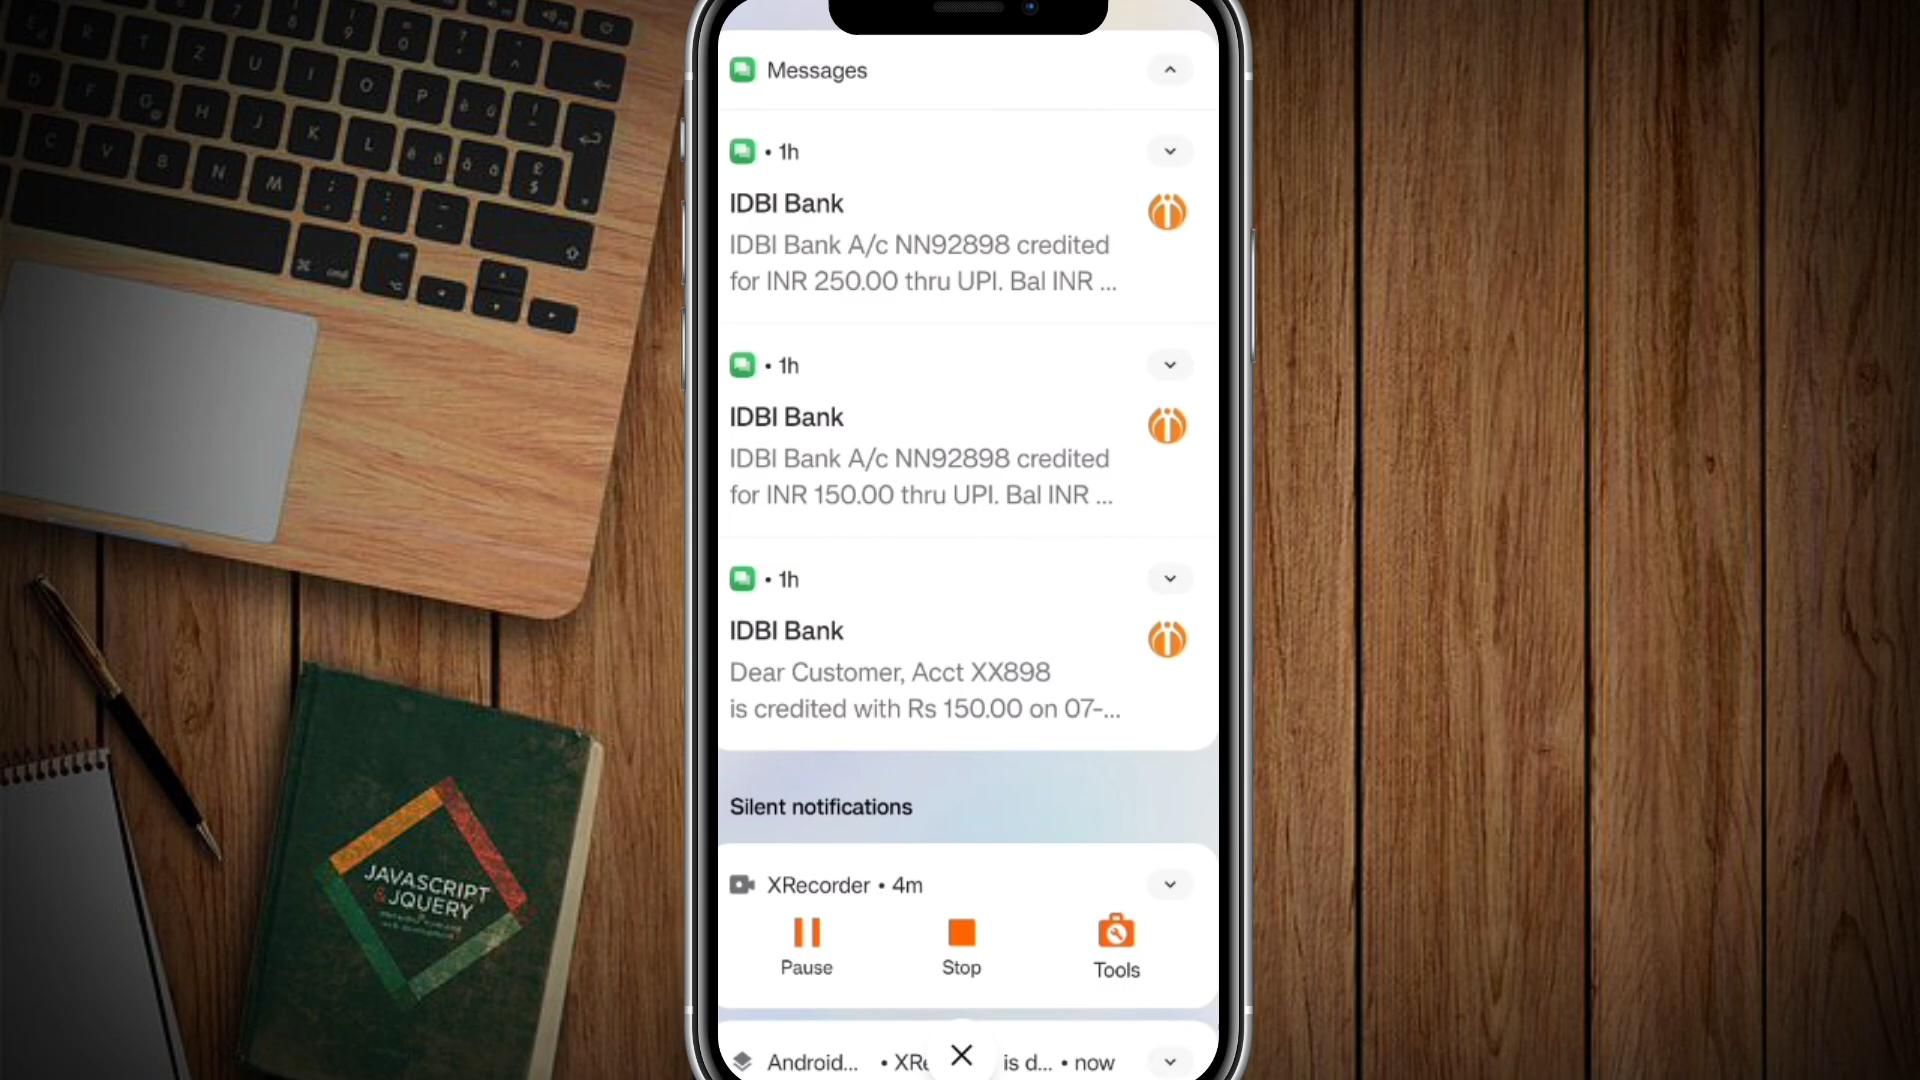 Messages
• 1h
IDBI Bank
IDBI Bank A/c NN92898 credited
for INR 250.00 thru UPI. Bal INR ...
• 1h
IDBI Bank
IDBI Bank A/c NN92898 credited
for INR 150.00 thru UPI. Bal INR ...
• 1h
IDBI Bank
Dear Customer, Acct XX898
is credited with Rs 150.00 on 07-...
Silent notifications
XRecorder • 4m
Pause
Stop
Tools
Android... • is d... • now
JAVASCRIPT
&JQUERY
R T Z U I O P
D F G H J K L
C V B N M
cmd